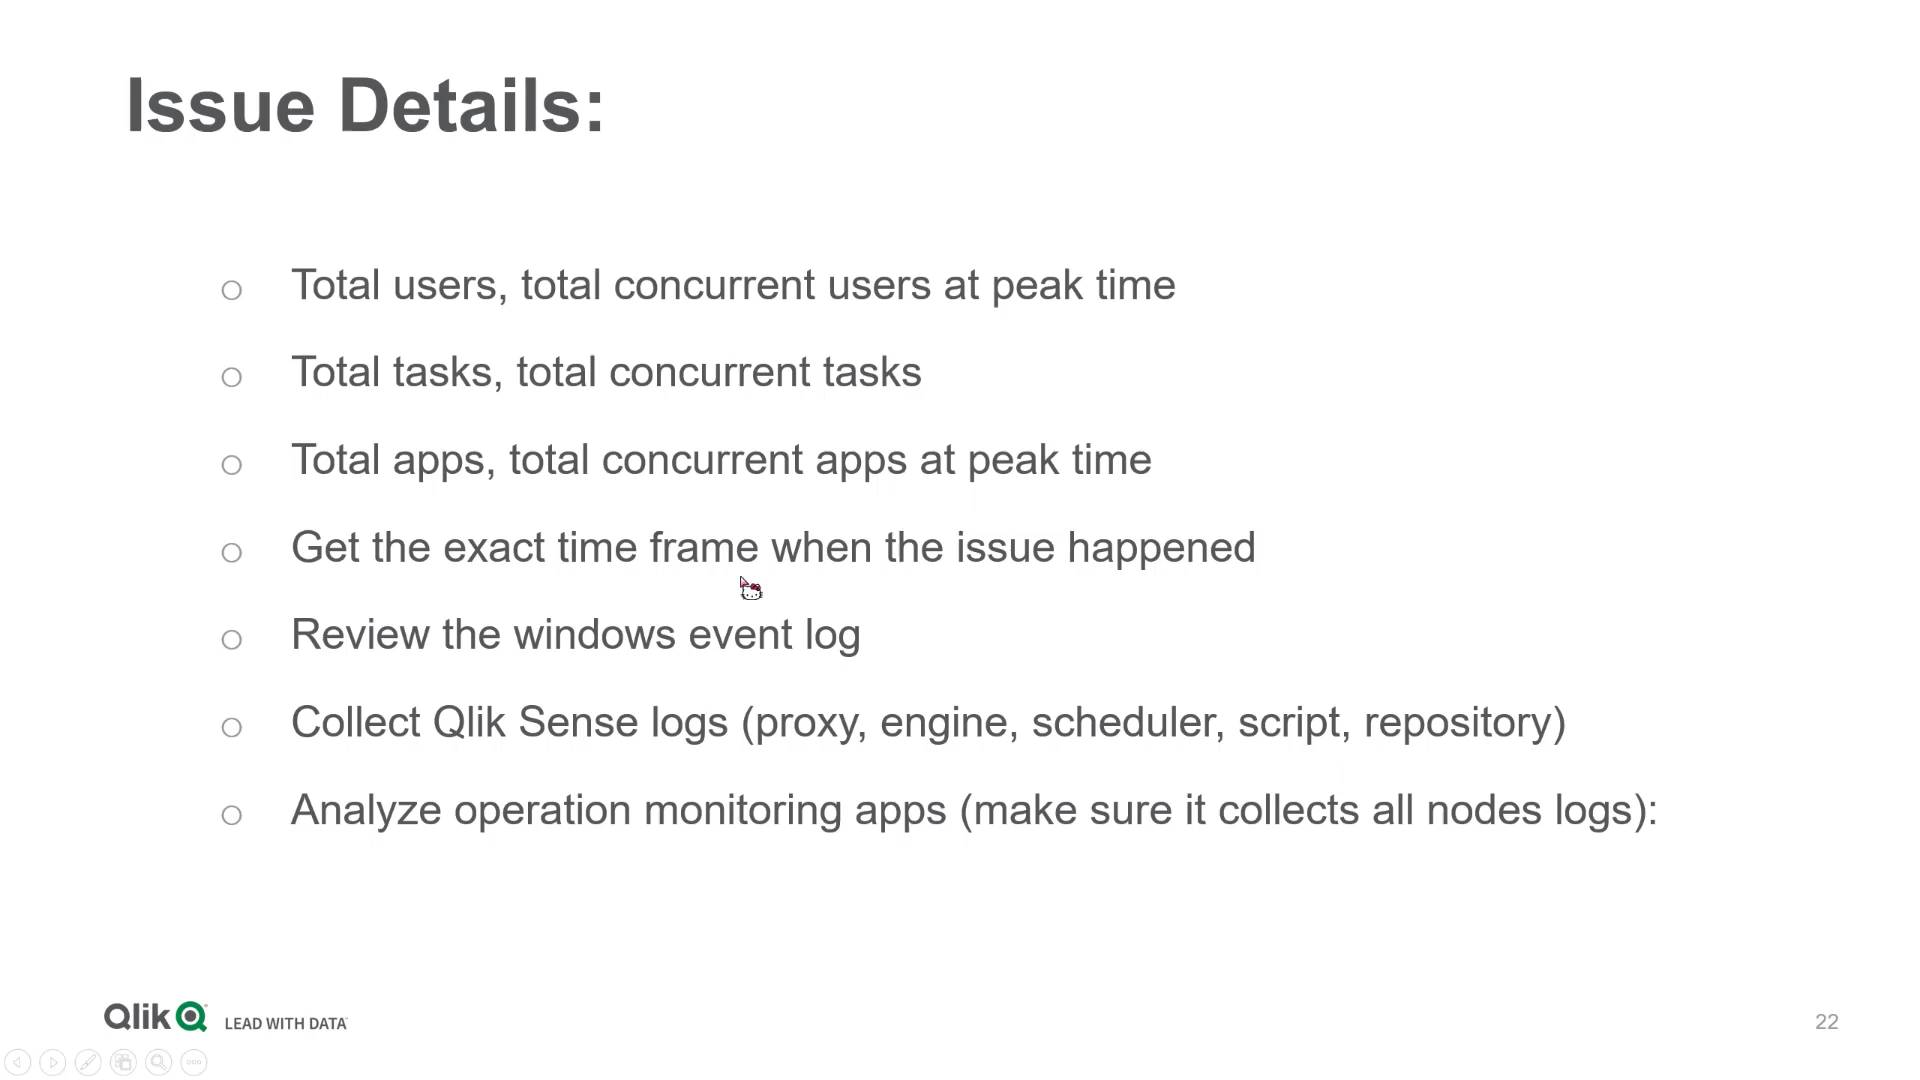 Issue Details:
Total users, total concurrent users at peak time
Total tasks, total concurrent tasks
Total apps, total concurrent apps at peak time
Get the exact time frame when the issue happened
Review the windows event log
Collect Qlik Sense logs (proxy, engine, scheduler, script, repository)
Analyze operation monitoring apps (make sure it collects all nodes logs):
Qlik LEAD WITH DATA
22